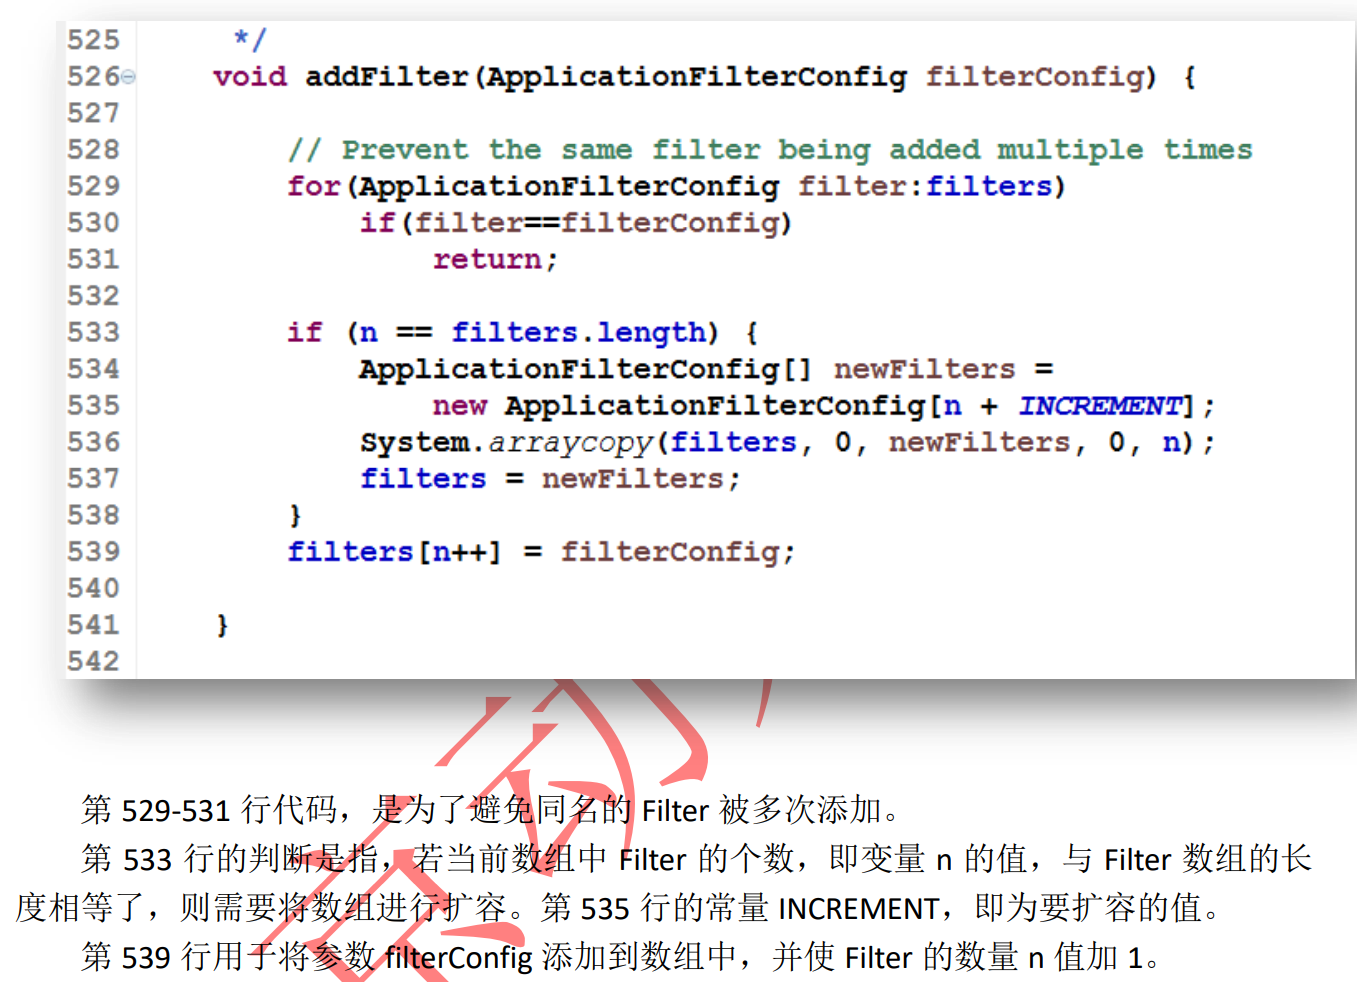 525 */
526 void addFilter(ApplicationFilterConfig filterConfig) {
527
528 // Prevent the same filter being added multiple times
529 for(ApplicationFilterConfig filter:filters)
530 if(filter==filterConfig)
531 return;
532
533 if (n == filters.length) {
534 ApplicationFilterConfig[] newFilters =
535 new ApplicationFilterConfig[n + INCREMENT];
536 System.arraycopy(filters, 0, newFilters, 0, n);
537 filters = newFilters;
538 }
539 filters[n++] = filterConfig;
540
541 }
542
第 529-531 行代码，是为了避免同名的 Filter 被多次添加。
第 533 行的判断是指，若当前数组中 Filter 的个数，即变量 n 的值，与 Filter 数组的长
度相等了，则需要将数组进行扩容。第 535 行的常量 INCREMENT，即为要扩容的值。
第 539 行用于将参数 filterConfig 添加到数组中，并使 Filter 的数量 n 值加 1。